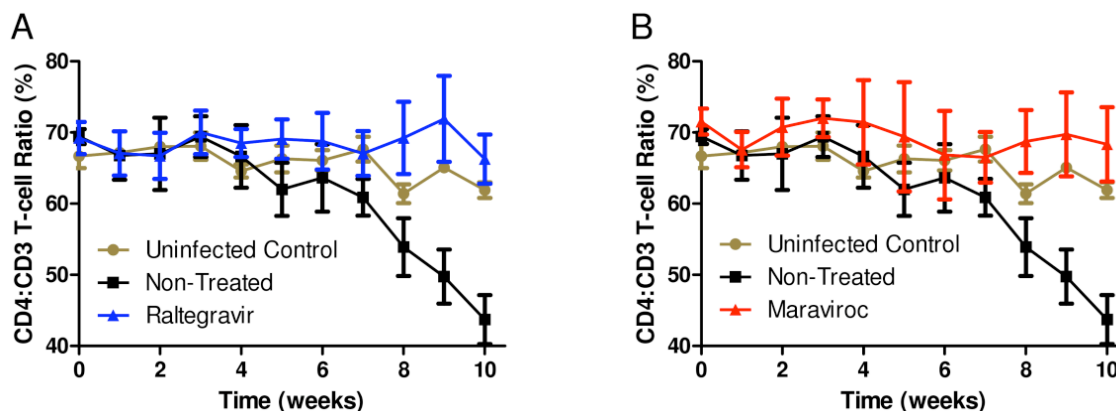 A
CD4:CD3 T-cell Ratio (%)
80
70
60
50
40
Uninfected Control
Non-Treated
Raltegravir
0 2 4 6 8 10
Time (weeks)
B
CD4:CD3 T-cell Ratio (%)
80
70
60
50
40
Uninfected Control
Non-Treated
Maraviroc
0 2 4 6 8 10
Time (weeks)